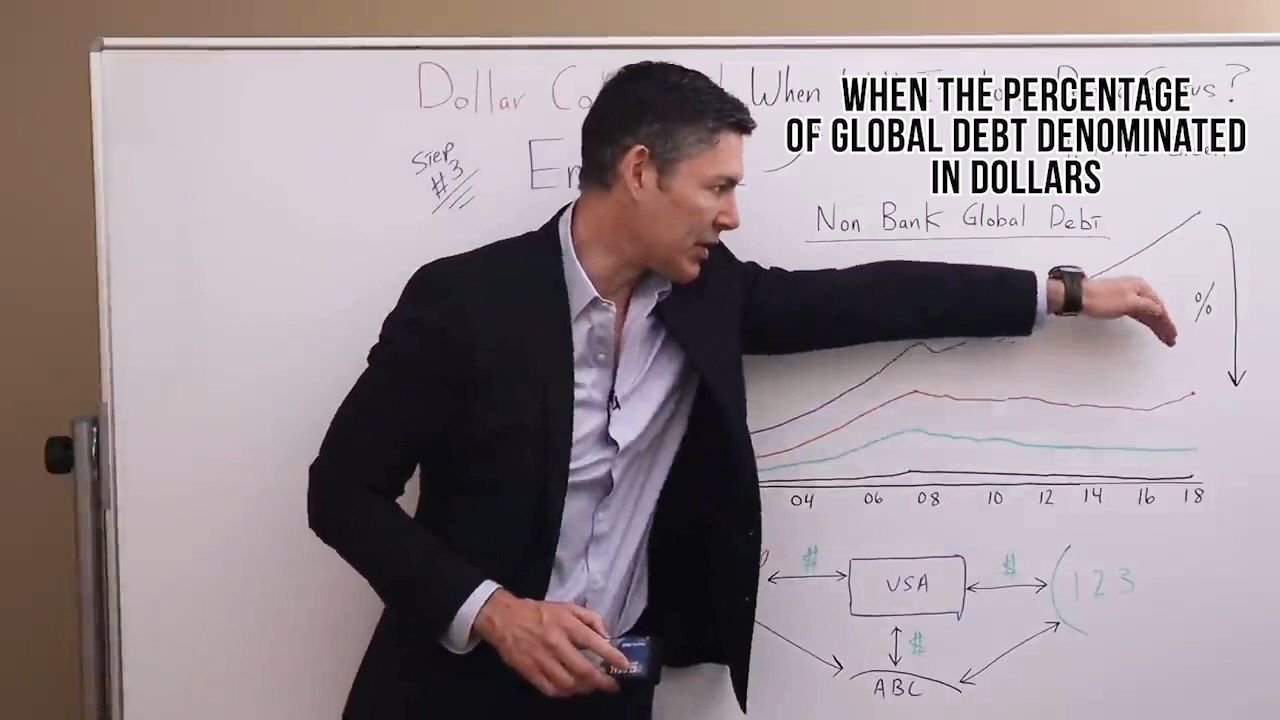 Dollar When
WHEN THE PERCENTAGE
OF GLOBAL DEBT DENOMINATED
IN DOLLARS
STEP
#3
Non Bank Global Debt
%
04 06 08 10 12 14 16 18
$ $
USA 123
$
ABC